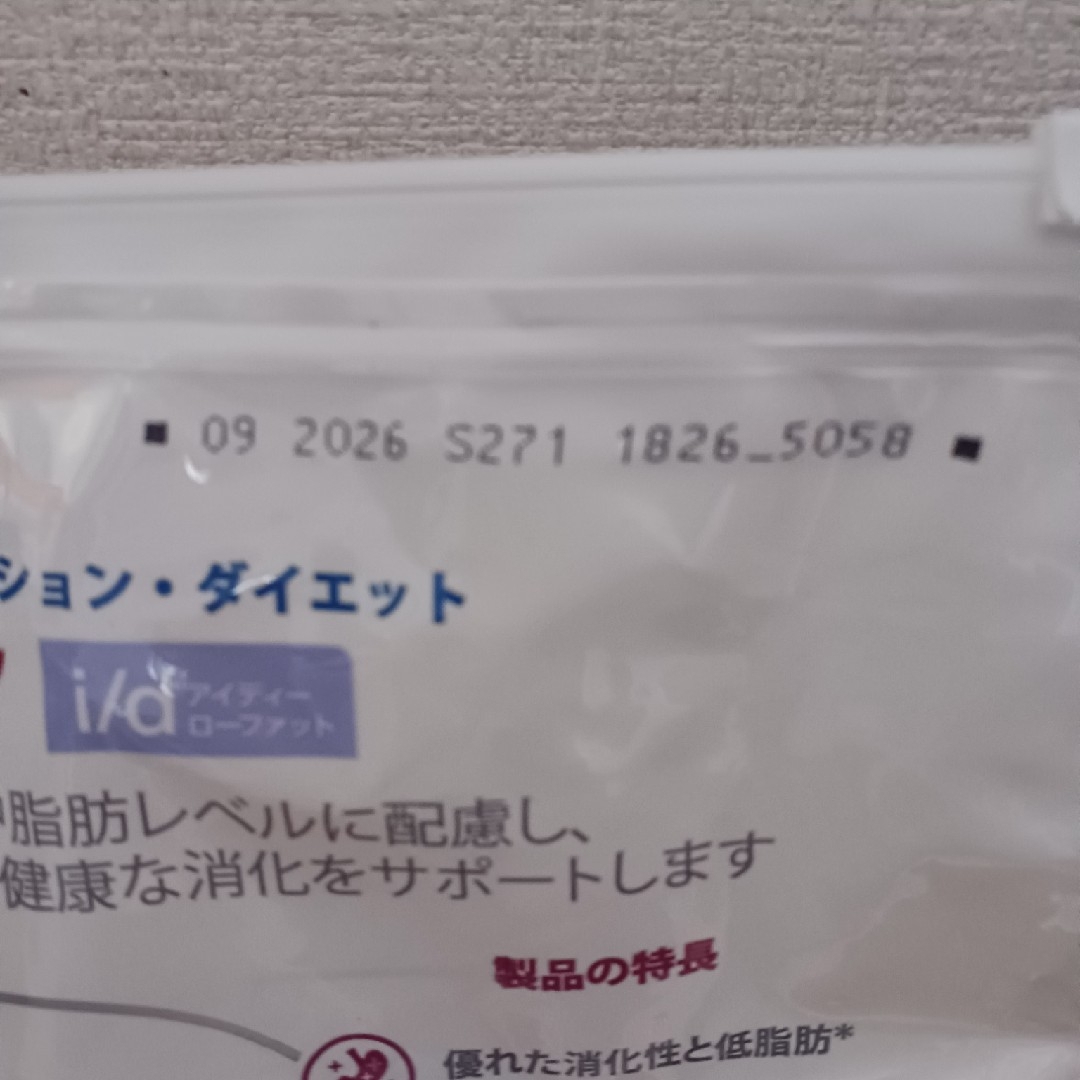 ■ 09 2026 S271 1826_5058 ■
ション・ダイエット
i/d アイディー
ローファット
脂肪レベルに配慮し、
健康な消化をサポートします
製品の特長
優れた消化性と低脂肪*